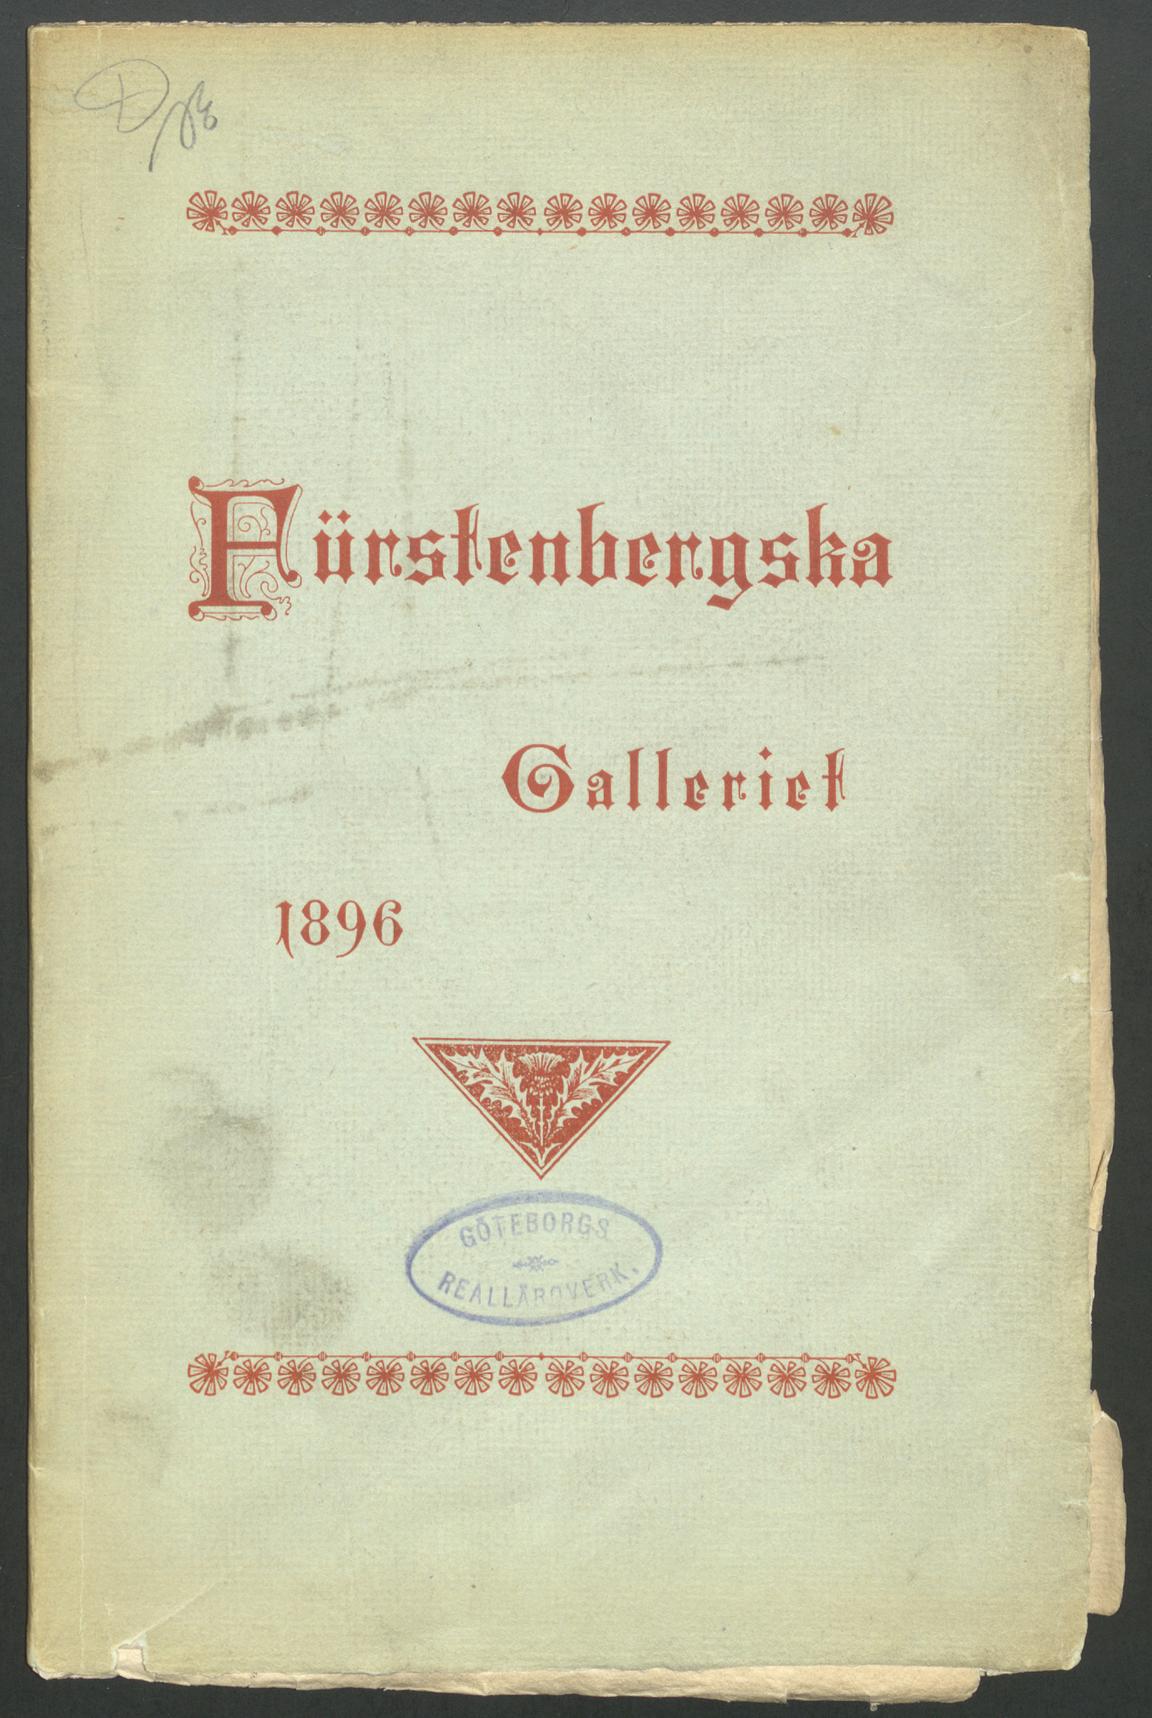 Fürstenbergska
Galleriet
1896
GÖTEBORGS
REALLÄROVERK.